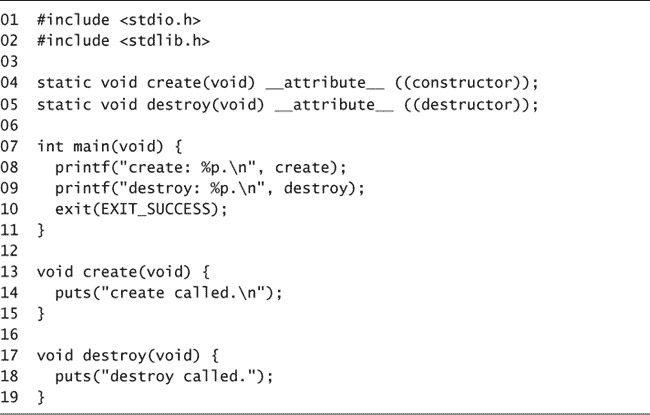 01 #include <stdio.h>
02 #include <stdlib.h>
03
04 static void create(void) __attribute__ ((constructor));
05 static void destroy(void) __attribute__ ((destructor));
06
07 int main(void) {
08   printf("create: %p.\n", create);
09   printf("destroy: %p.\n", destroy);
10   exit(EXIT_SUCCESS);
11 }
12
13 void create(void) {
14   puts("create called.\n");
15 }
16
17 void destroy(void) {
18   puts("destroy called.");
19 }